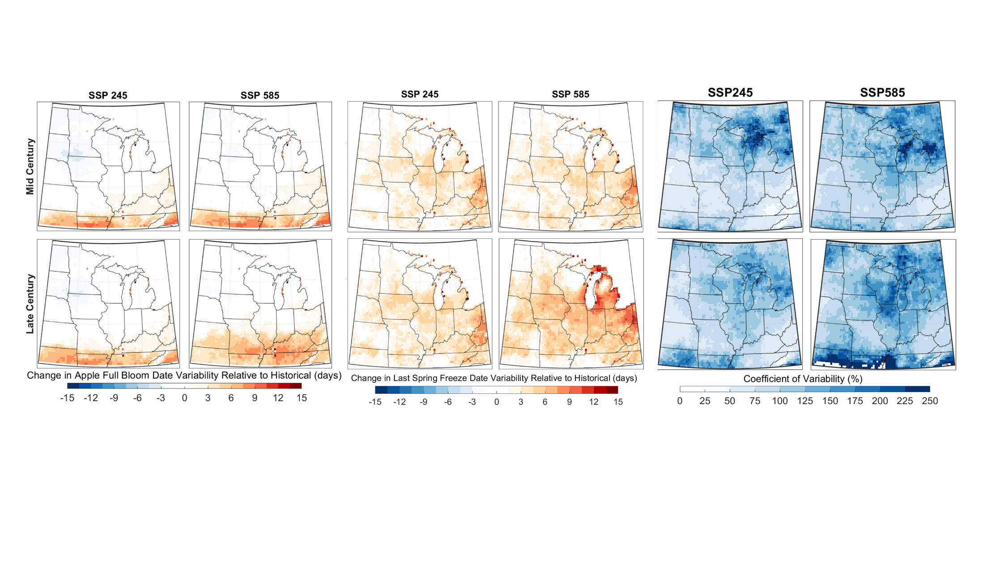 SSP 245
SSP 585
SSP 245
SSP 585
SSP245
SSP585
Mid Century
Late Century
Change in Apple Full Bloom Date Variability Relative to Historical (days)
-15 -12 -9 -6 -3 0 3 6 9 12 15
Change in Last Spring Freeze Date Variability Relative to Historical (days)
-15 -12 -9 -6 -3 0 3 6 9 12 15
Coefficient of Variability (%)
0 25 50 75 100 125 150 175 200 225 250